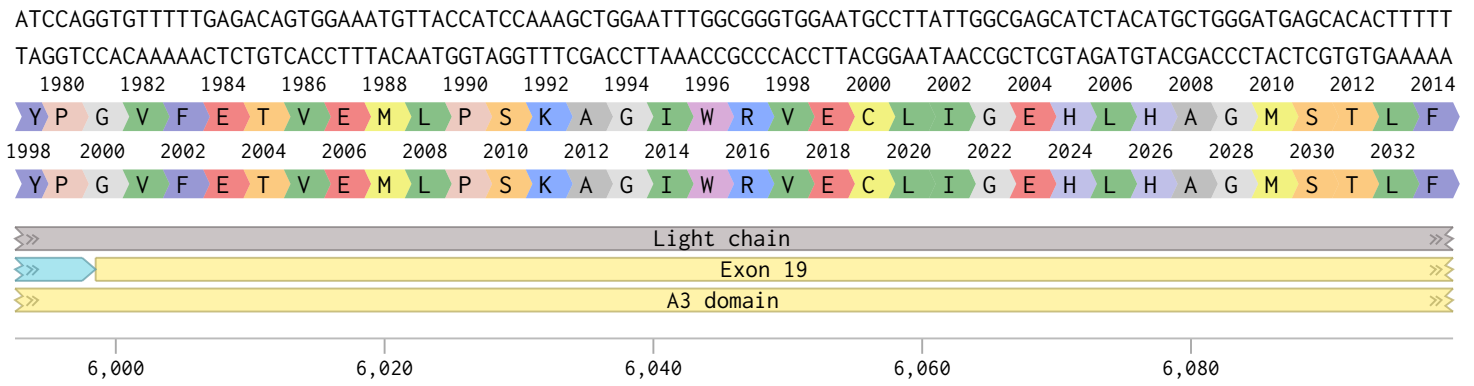 ATCCAGGTGTTTTTGAGACAGTGGAAATGTTACCATCCAAAGCTGGAATTTGGCGGGTGGAATGCCTTATTGGCGAGCATCTACATGCTGGGATGAGCACACTTTTT
TAGGTCCACAAAAACTCTGTCACCTTTACAATGGTAGGTTTCGACCTTAAACCGCCCACCTTACGGAATAACCGCTCGTAGATGTACGACCCTACTCGTGTGAAAAA
1980 1982 1984 1986 1988 1990 1992 1994 1996 1998 2000 2002 2004 2006 2008 2010 2012 2014
Y P G V F E T V E M L P S K A G I W R V E C L I G E H L H A G M S T L F
1998 2000 2002 2004 2006 2008 2010 2012 2014 2016 2018 2020 2022 2024 2026 2028 2030 2032
Y P G V F E T V E M L P S K A G I W R V E C L I G E H L H A G M S T L F
Light chain
Exon 19
A3 domain
6,000 6,020 6,040 6,060 6,080